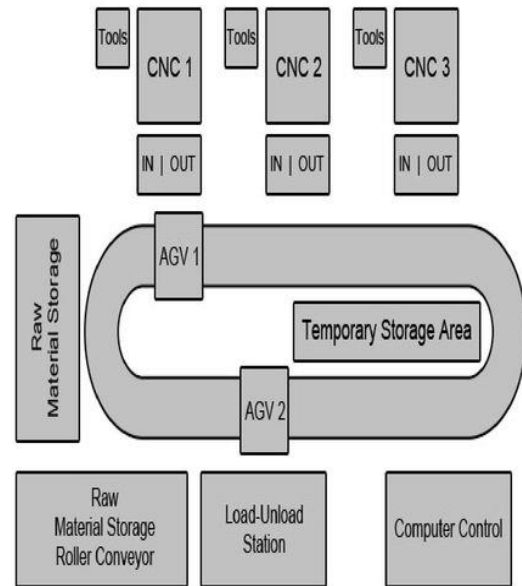 Tools
CNC 1
Tools
CNC 2
Tools
CNC 3
IN | OUT
IN | OUT
IN | OUT
Raw
Material Storage
AGV 1
Temporary Storage Area
AGV 2
Raw
Material Storage
Roller Conveyor
Load-Unload
Station
Computer Control